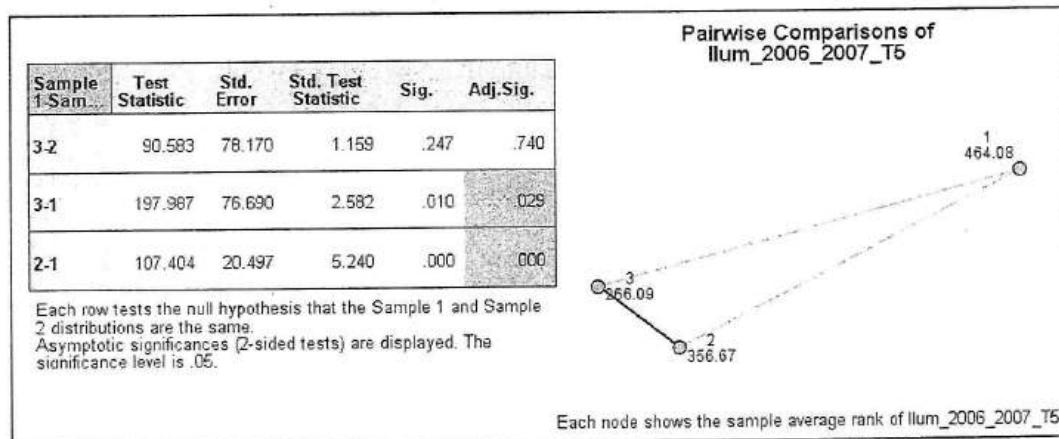 Pairwise Comparisons of
Ilum_2006_2007_T5
Sample
1-Sam... Test
Statistic Std.
Error Std. Test
Statistic Sig. Adj.Sig.
3-2 90.583 78.170 1.159 .247 .740
3-1 197.987 76.690 2.582 .010 .029
2-1 107.404 20.497 5.240 .000 .000
Each row tests the null hypothesis that the Sample 1 and Sample
2 distributions are the same.
Asymptotic significances (2-sided tests) are displayed. The
significance level is .05.
1
464.08
3
266.09
2
356.67
Each node shows the sample average rank of Ilum_2006_2007_T5